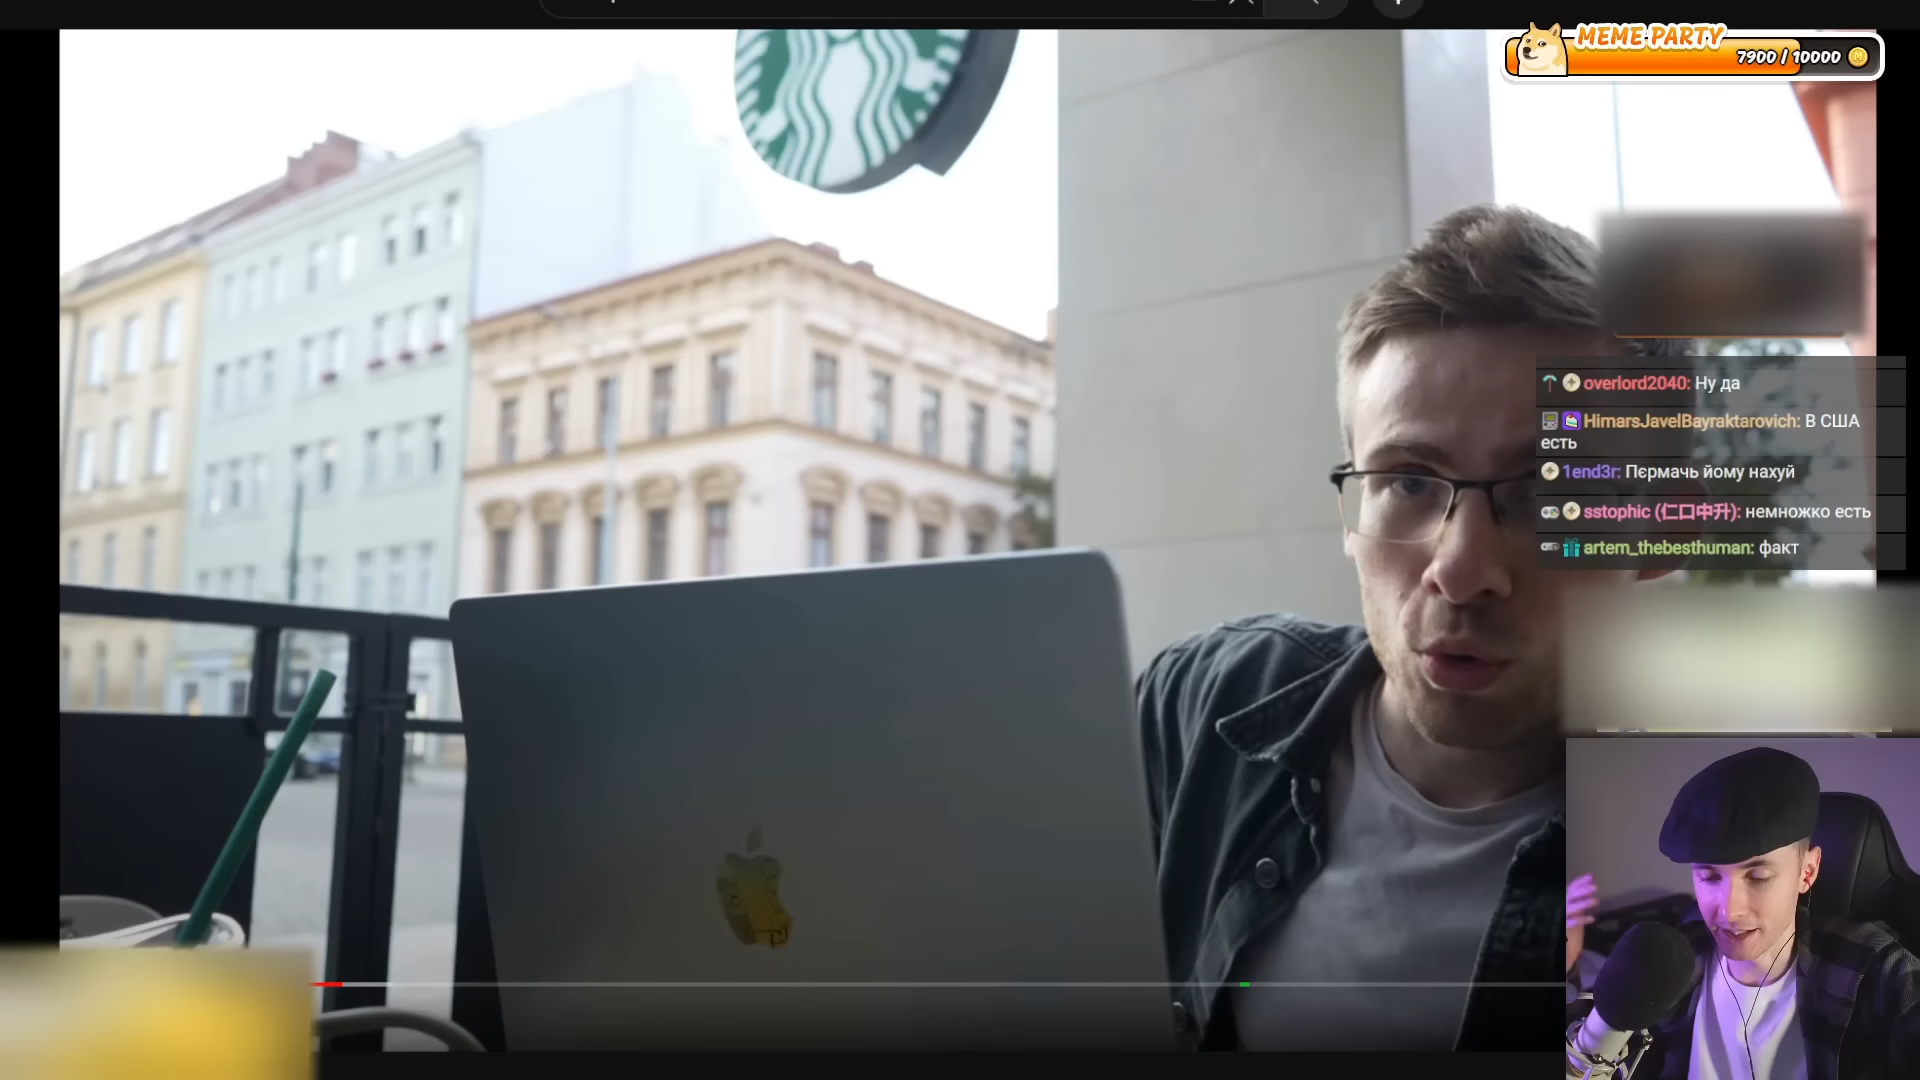 MEME PARTY
7900 / 10000
overlord2040: Ну да
HimarsJavelBayraktarovich: В США
есть
1end3r: Пєрмачь йому нахуй
sstophic (仁口中升): немножко есть
artem_thebesthuman: факт